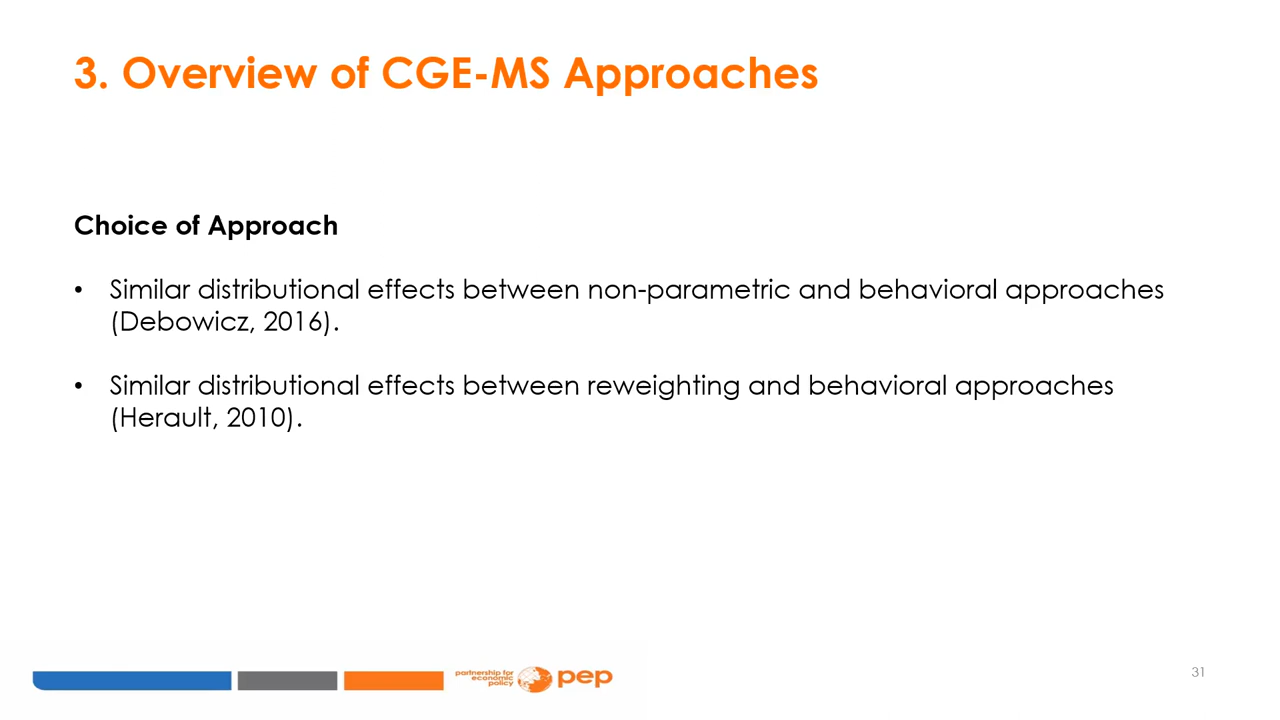 3. Overview of CGE-MS Approaches
Choice of Approach
• Similar distributional effects between non-parametric and behavioral approaches
(Debowicz, 2016).
• Similar distributional effects between reweighting and behavioral approaches
(Herault, 2010).
partnership for
economic
policy
pep
31